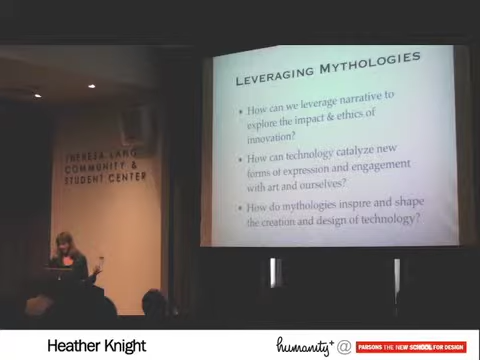 LEVERAGING MYTHOLOGIES
• How can we leverage narrative to
explore the impact & ethics of
innovation?
• How can technology catalyze new
forms of expression and engagement
with art and ourselves?
• How do mythologies inspire and shape
the creation and design of technology?
THERESA LANG
COMMUNITY &
STUDENT CENTER
Heather Knight
humanity+ @ PARSONS THE NEW SCHOOL FOR DESIGN